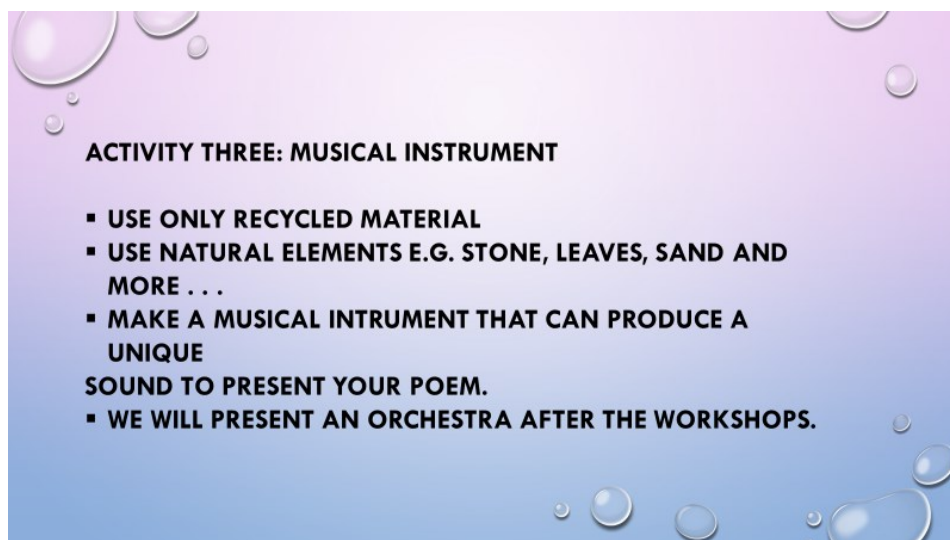 ACTIVITY THREE: MUSICAL INSTRUMENT
▪ USE ONLY RECYCLED MATERIAL
▪ USE NATURAL ELEMENTS E.G. STONE, LEAVES, SAND AND
MORE . . .
▪ MAKE A MUSICAL INTRUMENT THAT CAN PRODUCE A
UNIQUE
SOUND TO PRESENT YOUR POEM.
▪ WE WILL PRESENT AN ORCHESTRA AFTER THE WORKSHOPS.